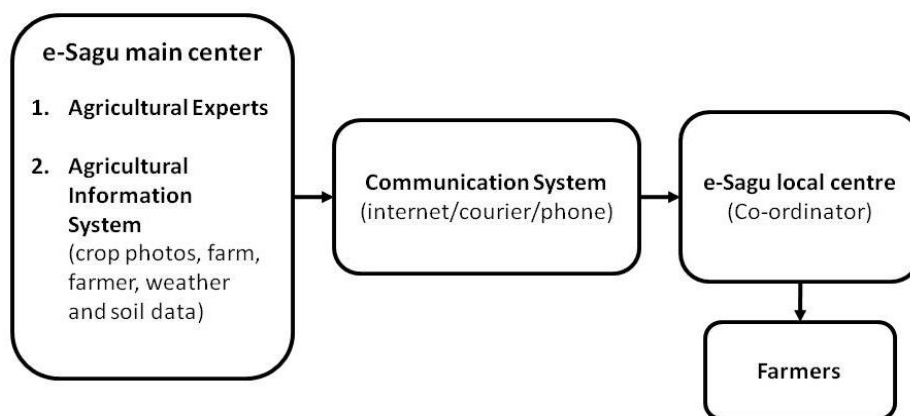 e-Sagu main center
1. Agricultural Experts
2. Agricultural
Information
System
(crop photos, farm,
farmer, weather
and soil data)
Communication System
(internet/courier/phone)
e-Sagu local centre
(Co-ordinator)
Farmers